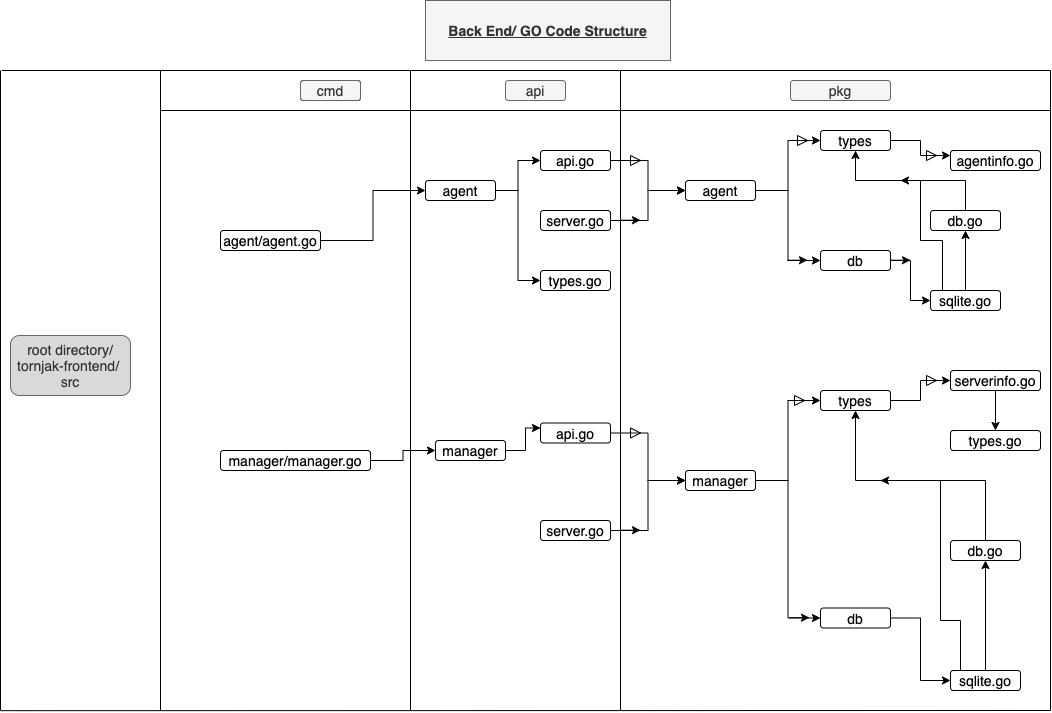 Back End/ GO Code Structure
cmd
api
pkg
types
api.go
agentinfo.go
agent
agent
server.go
db.go
agent/agent.go
db
types.go
sqlite.go
root directory/
tornjak-frontend/
src
serverinfo.go
types
api.go
types.go
manager
manager/manager.go
manager
server.go
db.go
db
sqlite.go